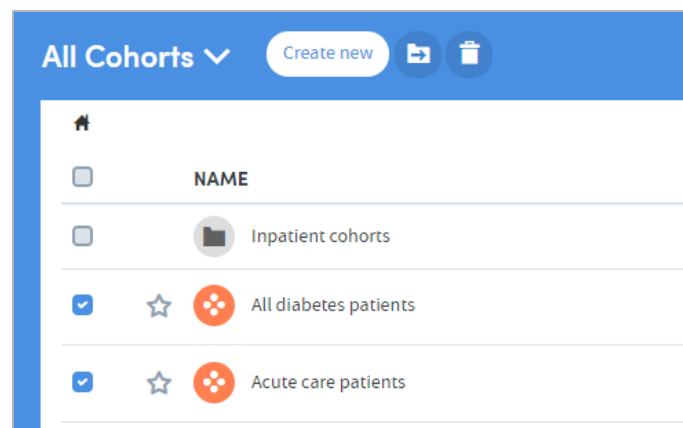 All Cohorts Create new
NAME
Inpatient cohorts
All diabetes patients
Acute care patients